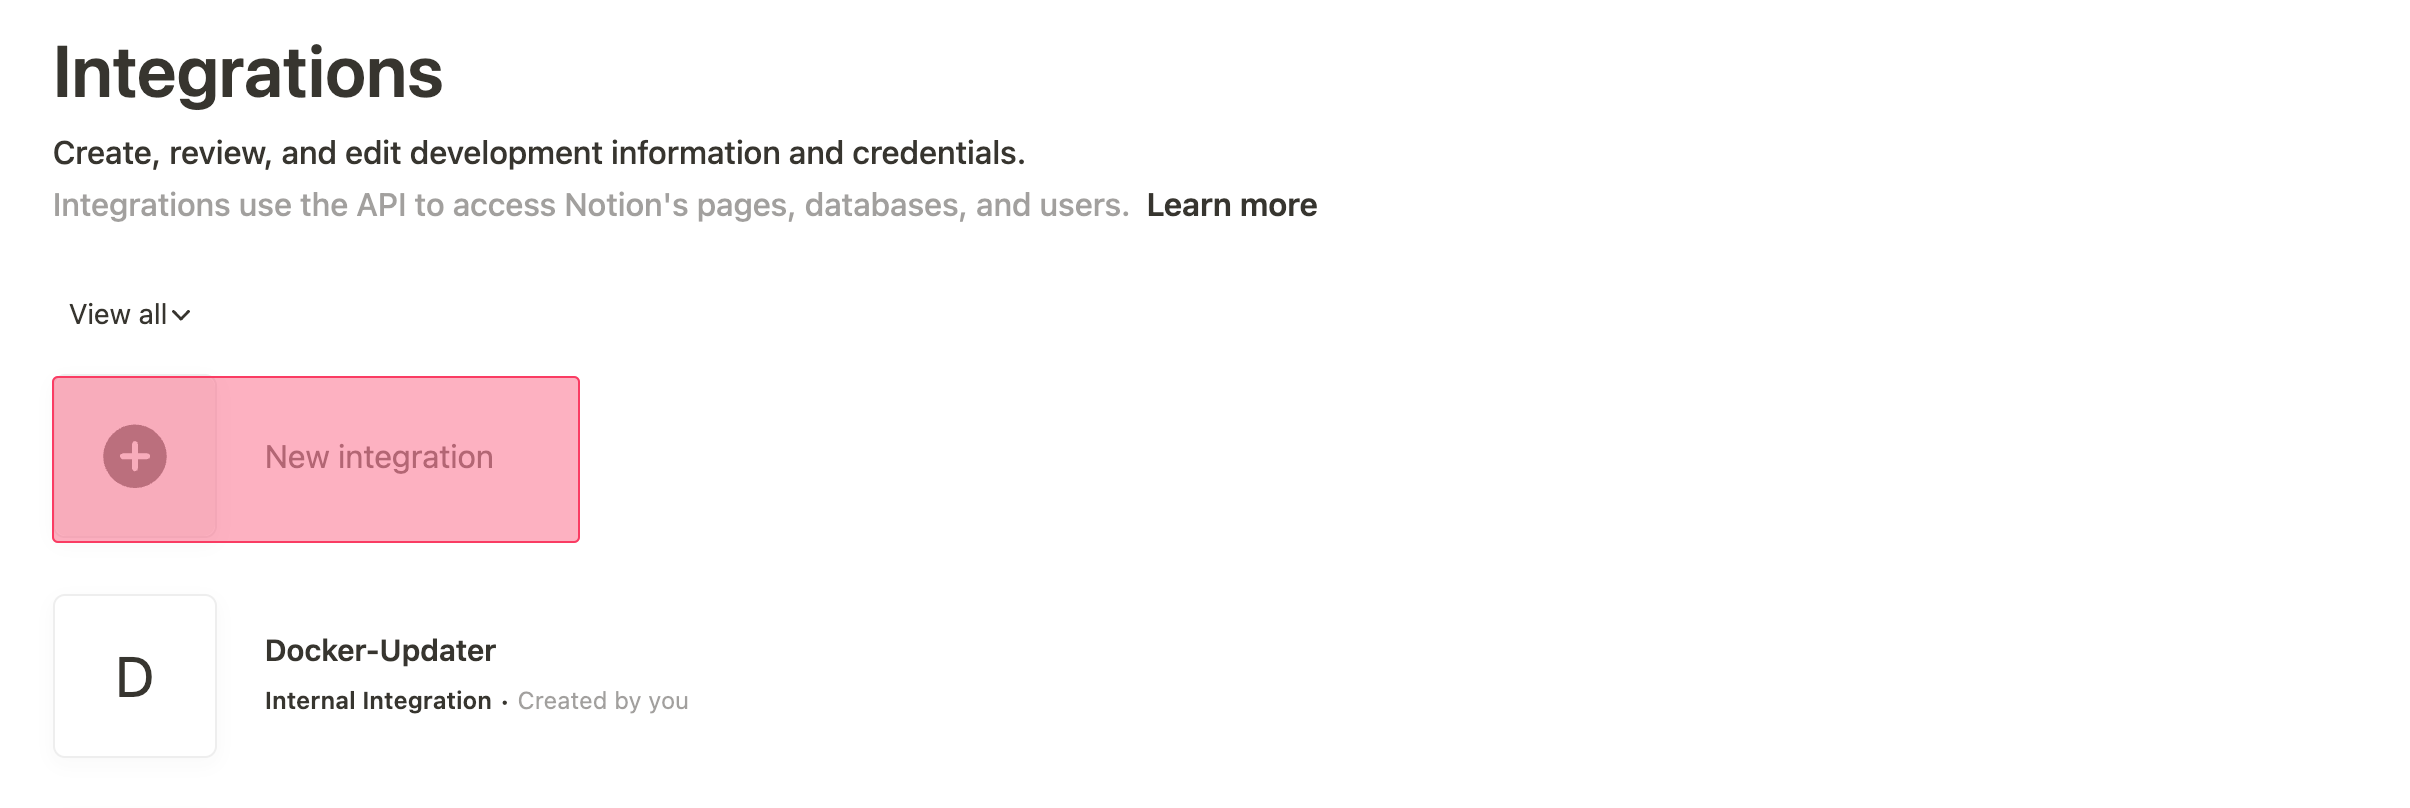 Integrations
Create, review, and edit development information and credentials.
Integrations use the API to access Notion's pages, databases, and users. Learn more
View all
New integration
D
Docker-Updater
Internal Integration • Created by you